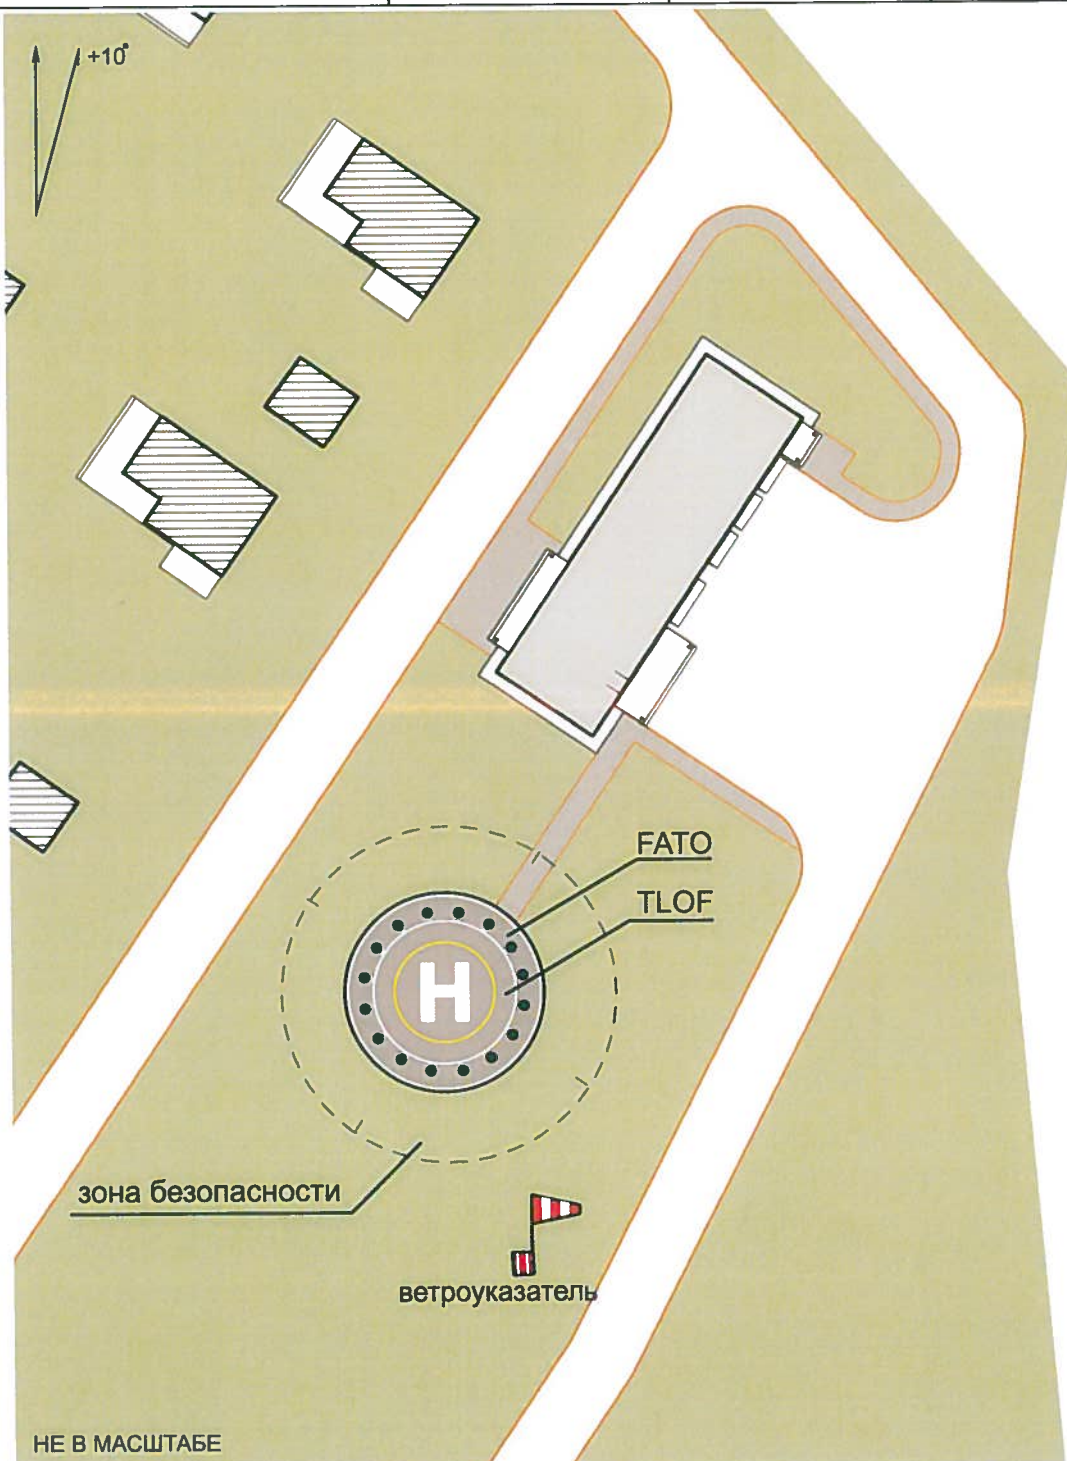 +10°
FATO
TLOF
H
зона безопасности
ветроуказатель
НЕ В МАСШТАБЕ